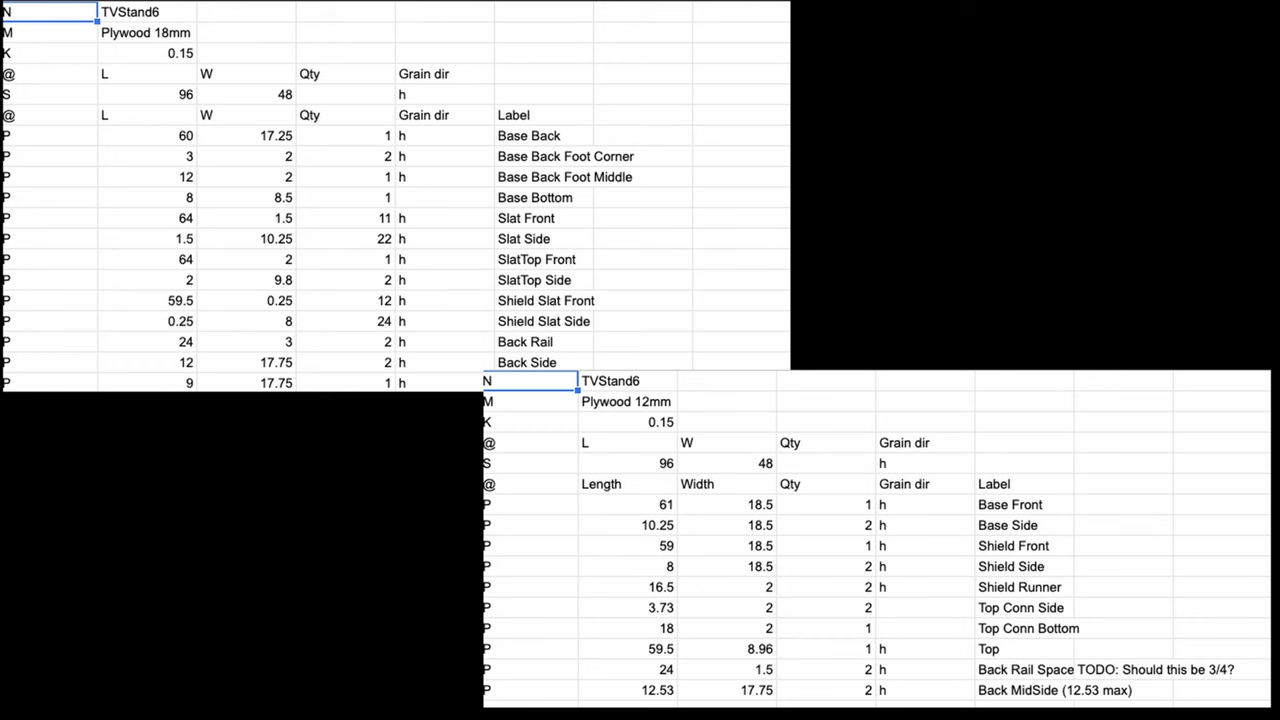 N TVStand6
M Plywood 18mm
K 0.15
@ L W Qty Grain dir
S 96 48 h
@ L W Qty Grain dir Label
P 60 17.25 1 h Base Back
P 3 2 2 h Base Back Foot Corner
P 12 2 1 h Base Back Foot Middle
P 8 8.5 1 Base Bottom
P 64 1.5 11 h Slat Front
P 1.5 10.25 22 h Slat Side
P 64 2 1 h SlatTop Front
P 2 9.8 2 h SlatTop Side
P 59.5 0.25 12 h Shield Slat Front
P 0.25 8 24 h Shield Slat Side
P 24 3 2 h Back Rail
P 12 17.75 2 h Back Side
P 9 17.75 1 h
N TVStand6
M Plywood 12mm
K 0.15
@ L W Qty Grain dir
S 96 48 h
@ Length Width Qty Grain dir Label
P 61 18.5 1 h Base Front
P 10.25 18.5 2 h Base Side
P 59 18.5 1 h Shield Front
P 8 18.5 2 h Shield Side
P 16.5 2 2 h Shield Runner
P 3.73 2 2 Top Conn Side
P 18 2 1 Top Conn Bottom
P 59.5 8.96 1 h Top
P 24 1.5 2 h Back Rail Space TODO: Should this be 3/4?
P 12.53 17.75 2 h Back MidSide (12.53 max)